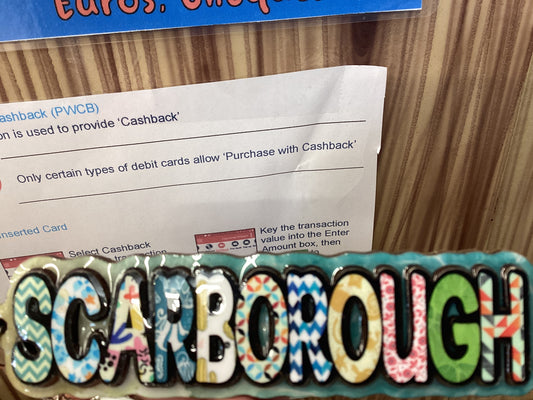 Euros.
ashback (PWCB)
on is used to provide 'Cashback'
Only certain types of debit cards allow 'Purchase with Cashback'
nserted Card
Select Cashback
transaction
Key the transaction
value into the Enter
Amount box, then
SCARBOROUGH